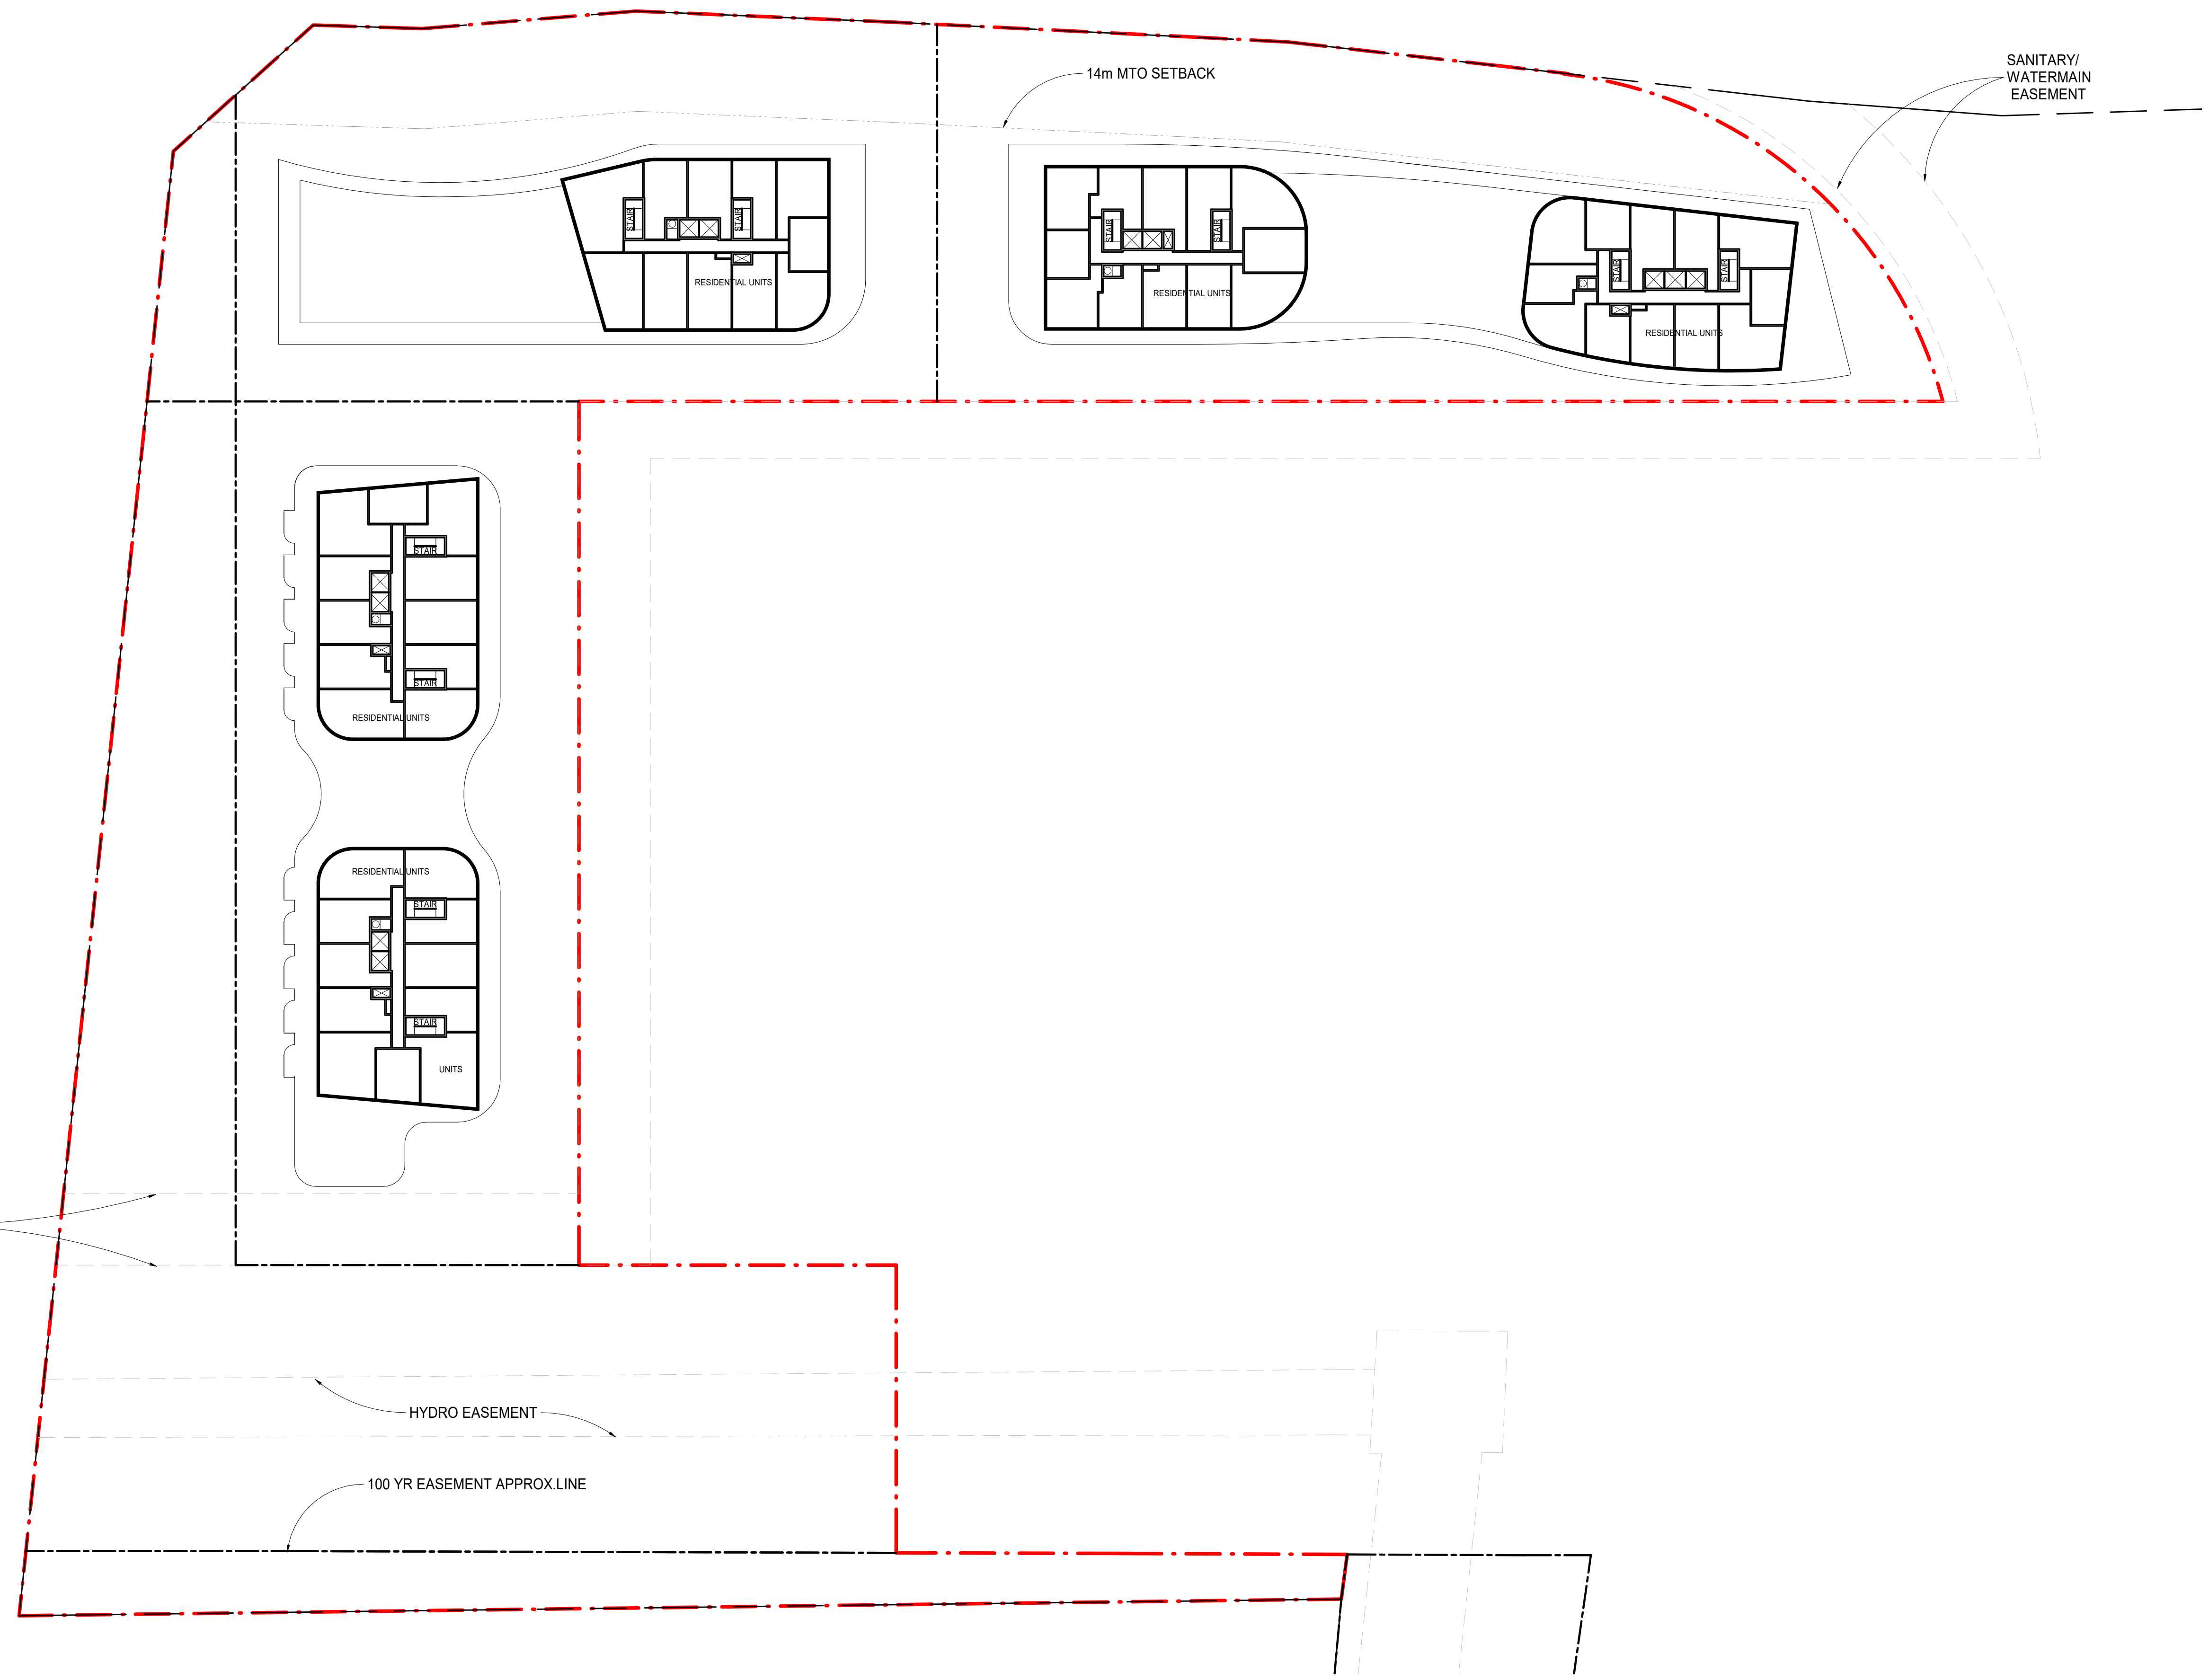 14m MTO SETBACK
SANITARY/
WATERMAIN
EASEMENT
STAIR
STAIR
RESIDENTIAL UNITS
STAIR
STAIR
RESIDENTIAL UNITS
STAIR
STAIR
RESIDENTIAL UNITS
STAIR
STAIR
RESIDENTIAL UNITS
RESIDENTIAL UNITS
STAIR
STAIR
UNITS
HYDRO EASEMENT
100 YR EASEMENT APPROX.LINE